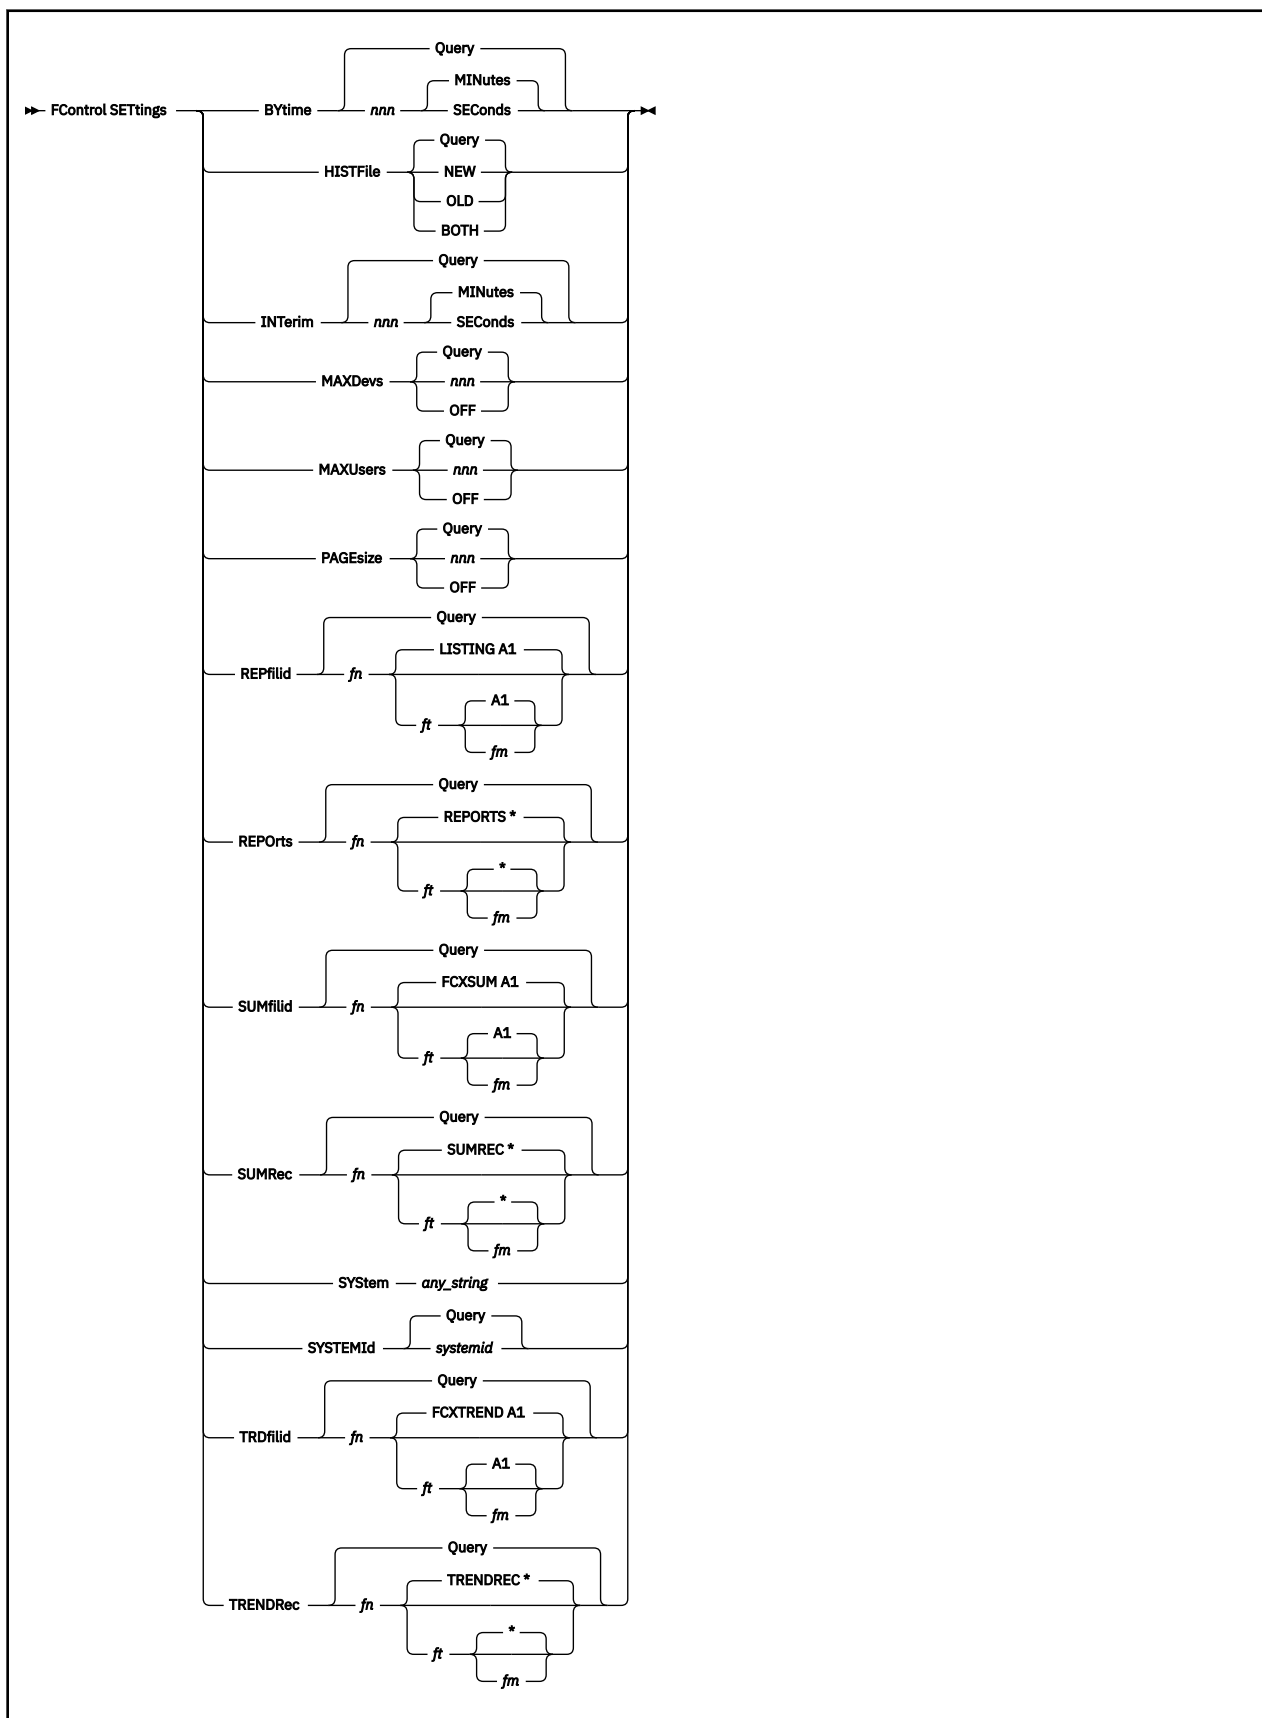 Query
MINutes
FControl SETtings BYtime nnn SEConds
Query
HISTFile NEW
OLD
BOTH
Query
MINutes
INTerim nnn SEConds
Query
MAXDevs nnn
OFF
Query
MAXUsers nnn
OFF
Query
PAGEsize nnn
OFF
Query
LISTING A1
REPfilid fn
A1
ft
fm
Query
REPORTS *
REPOrts fn
*
ft
fm
Query
FCXSUM A1
SUMfilid fn
A1
ft
fm
Query
SUMREC *
SUMRec fn
*
ft
fm
SYStem any_string
Query
SYSTEMId systemid
Query
FCXTREND A1
TRDfilid fn
A1
ft
fm
Query
TRENDREC *
TRENDRec fn
*
ft
fm